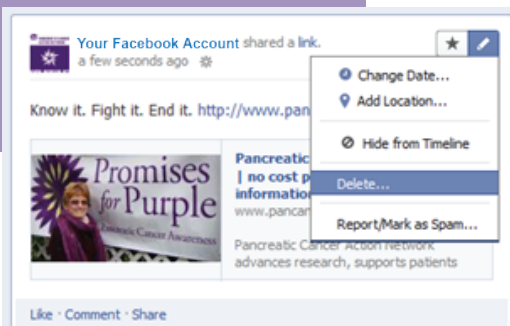 Your Facebook Account shared a link.
a few seconds ago
Change Date...
Add Location...
Know it. Fight it. End it. http://www.pan
Hide from Timeline
Promises
for Purple
Pancreatic Cancer Awareness
Pancreatic
| no cost p
information
www.pancan
Delete...
Report/Mark as Spam...
Pancreatic Cancer Action Network
advances research, supports patients
Like · Comment · Share